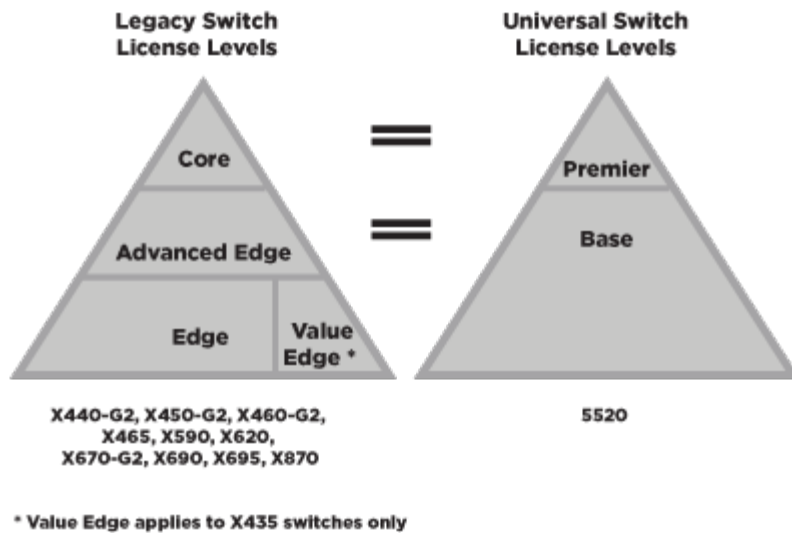 Legacy Switch
License Levels
Universal Switch
License Levels
Core
Premier
Advanced Edge
Base
Edge
Value
Edge *
X440-G2, X450-G2, X460-G2,
X465, X590, X620,
X670-G2, X690, X695, X870
5520
* Value Edge applies to X435 switches only